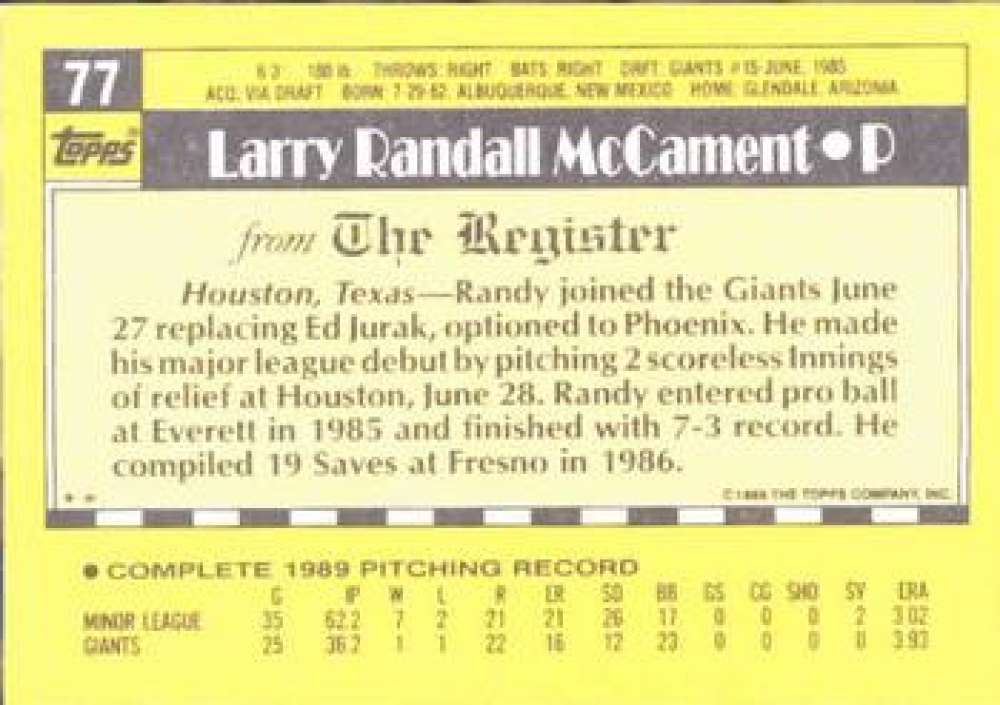 77
6'3" 180 lb THROWS: RIGHT BATS: RIGHT DRFT: GIANTS #15-JUNE, 1985
ACQ: VIA DRAFT BORN: 7-29-62, ALBUQUERQUE, NEW MEXICO HOME: GLENDALE, ARIZONA
TOPPS®
Larry Randall McCament • P
from The Register
Houston, Texas—Randy joined the Giants June
27 replacing Ed Jurak, optioned to Phoenix. He made
his major league debut by pitching 2 scoreless Innings
of relief at Houston, June 28. Randy entered pro ball
at Everett in 1985 and finished with 7-3 record. He
compiled 19 Saves at Fresno in 1986.
* *
THE TOPPS COMPANY, INC.
• COMPLETE 1989 PITCHING RECORD
G IP W L R ER SO BB GS CG SHO SV ERA
MINOR LEAGUE 35 62.2 7 2 21 21 26 17 0 0 0 2 3.02
GIANTS 25 36.2 1 1 22 16 12 23 0 0 0 0 3.93